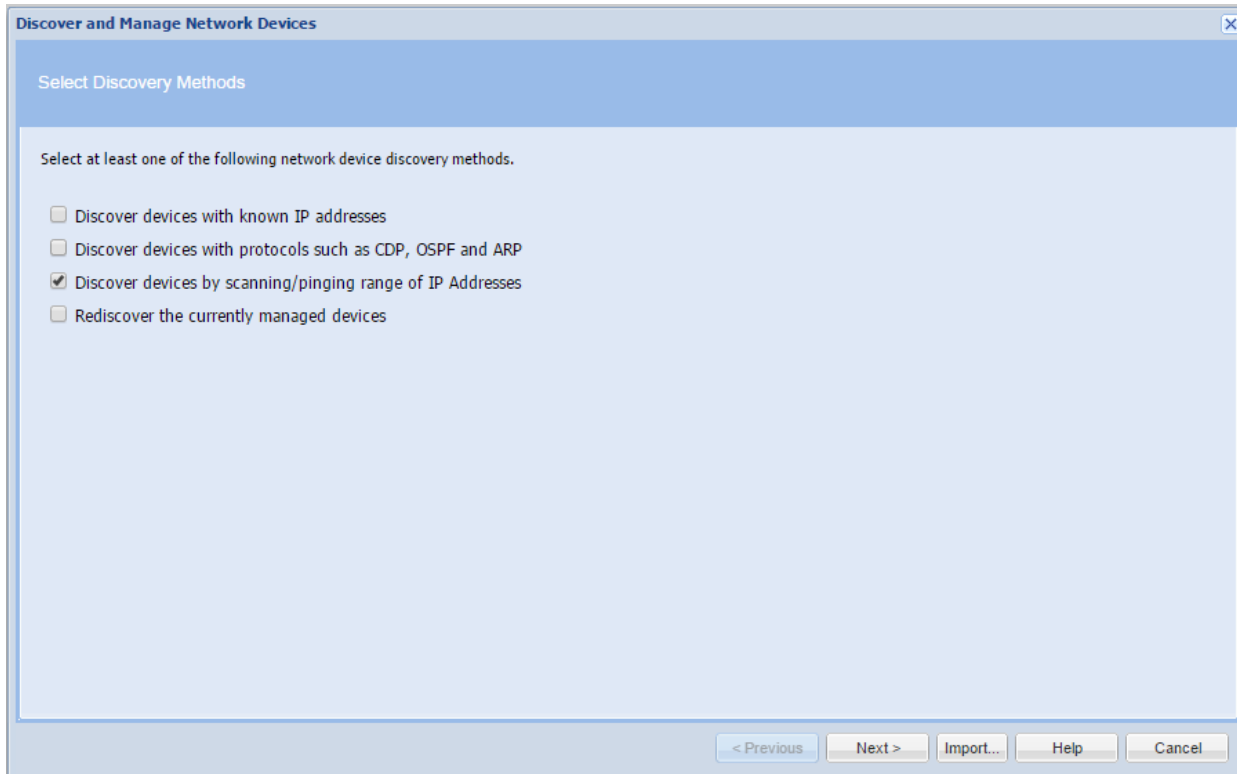 Discover and Manage Network Devices
Select Discovery Methods
Select at least one of the following network device discovery methods.
Discover devices with known IP addresses
Discover devices with protocols such as CDP, OSPF and ARP
Discover devices by scanning/pinging range of IP Addresses
Rediscover the currently managed devices
< Previous Next > Import... Help Cancel